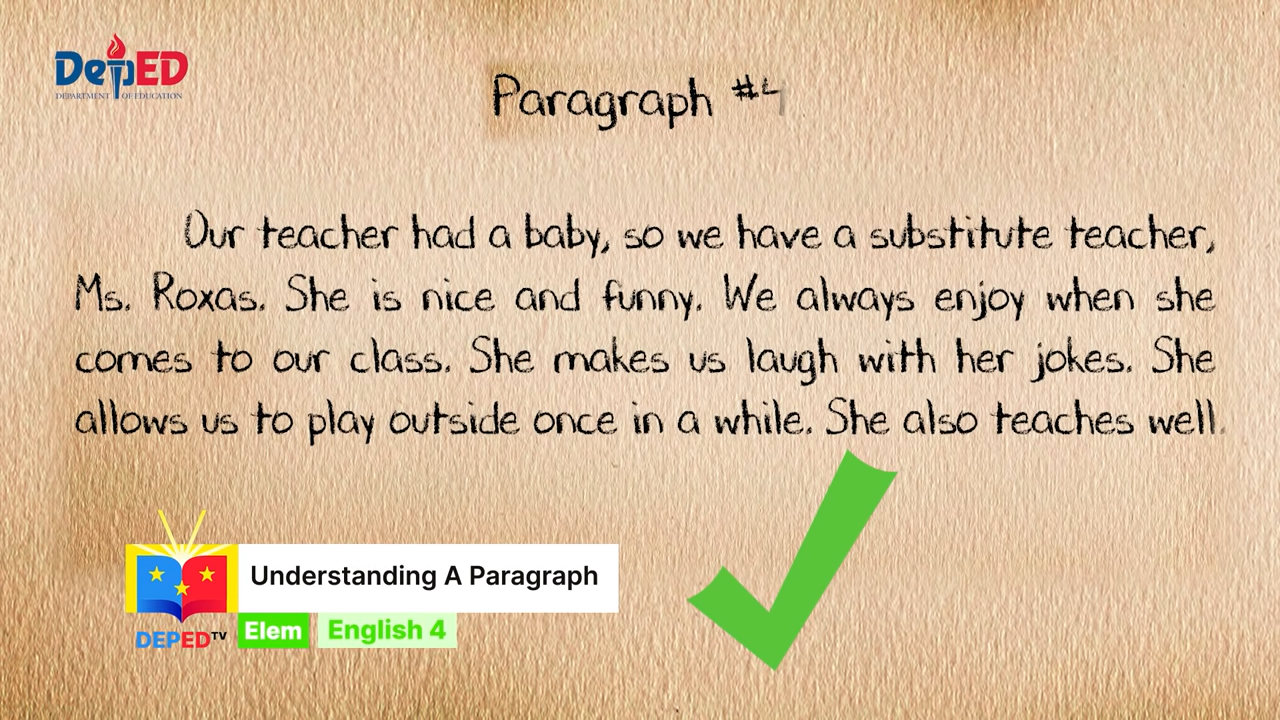 DepED
DEPARTMENT OF EDUCATION
Paragraph #4
Our teacher had a baby, so we have a substitute teacher,
Ms. Roxas. She is nice and funny. We always enjoy when she
comes to our class. She makes us laugh with her jokes. She
allows us to play outside once in a while. She also teaches well.
Understanding A Paragraph
DEPED TV
Elem
English 4